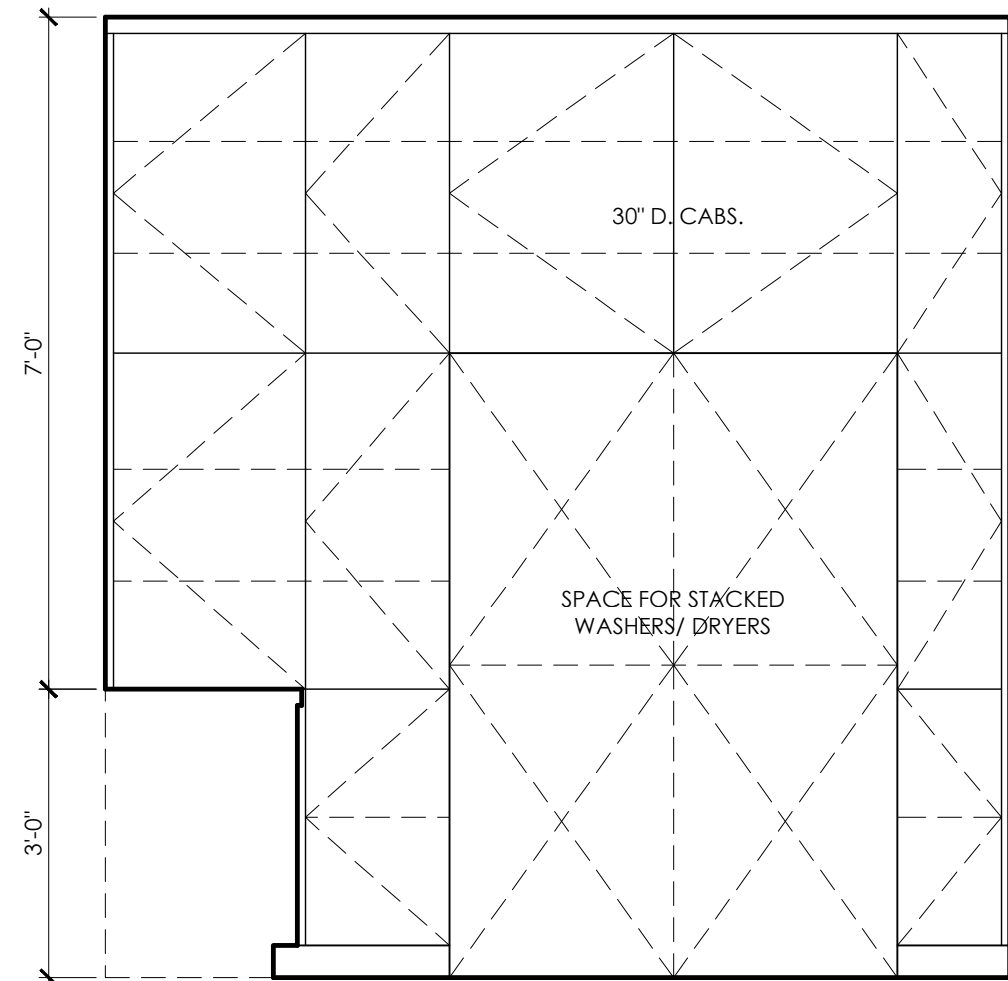 7'-0"
30" D. CABS.
SPACE FOR STACKED
WASHERS/ DRYERS
3'-0"